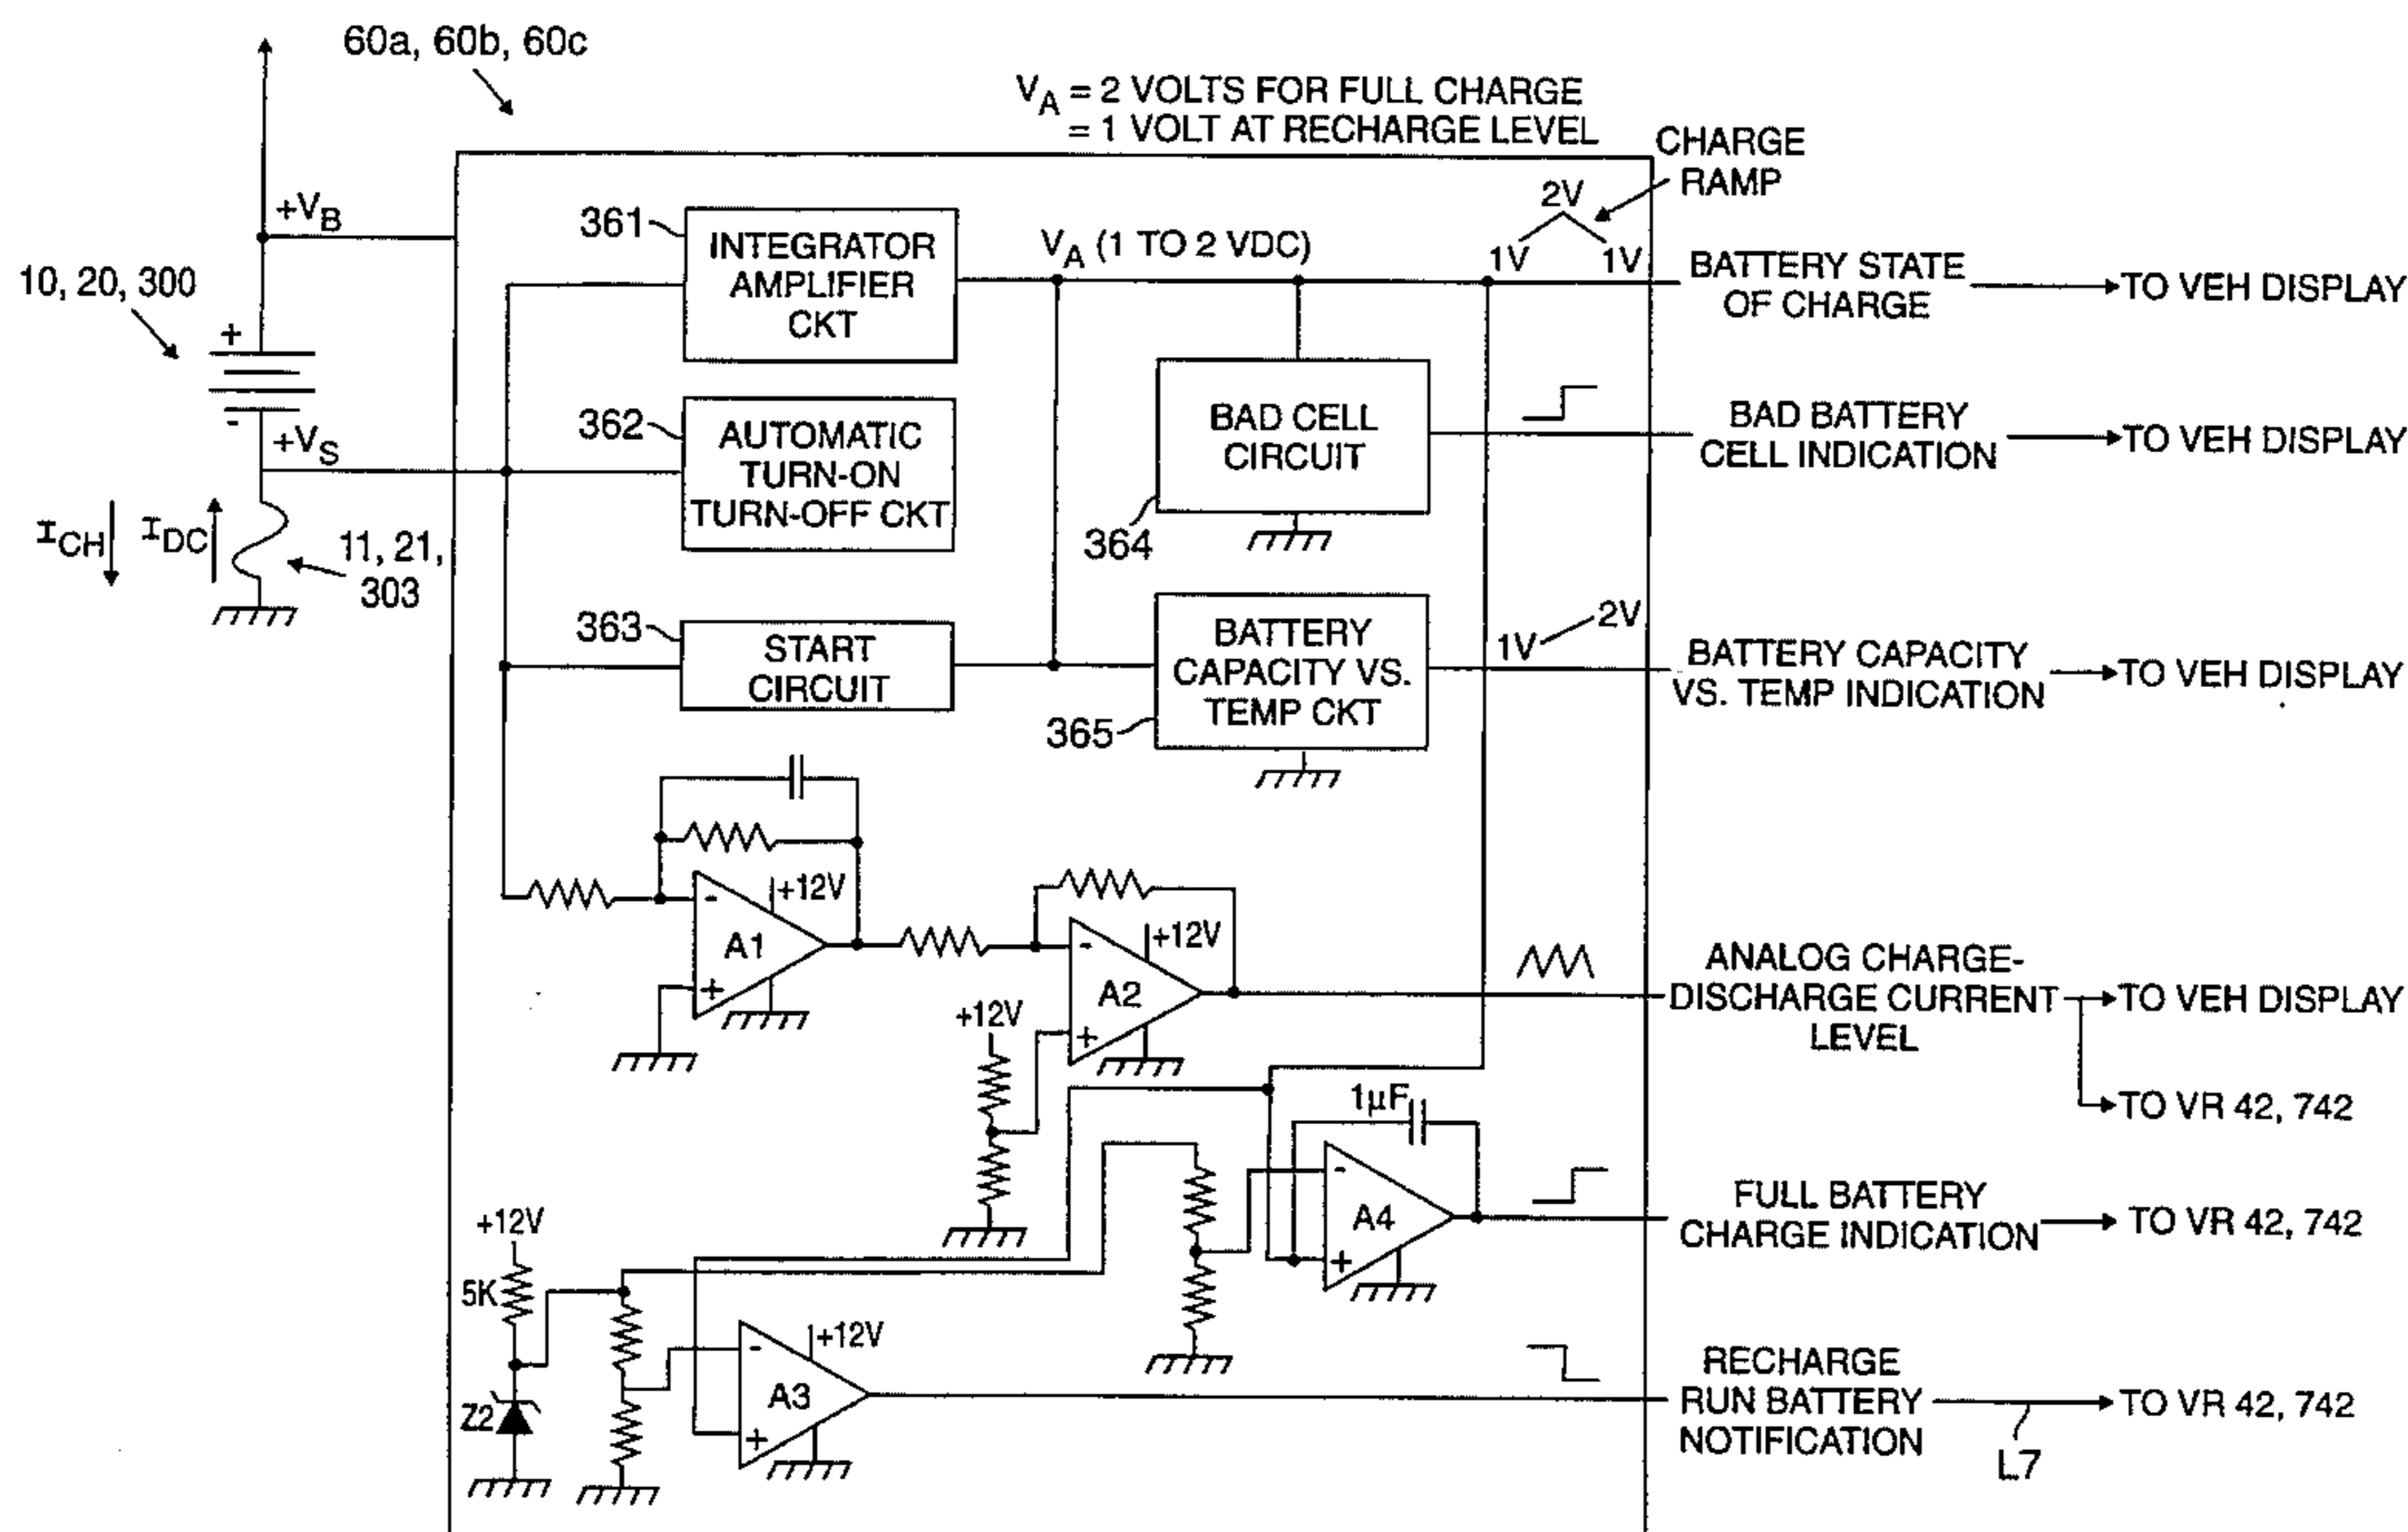 60a, 60b, 60c
VA = 2 VOLTS FOR FULL CHARGE
= 1 VOLT AT RECHARGE LEVEL
CHARGE
RAMP
2V
1V 1V
+VB
361
INTEGRATOR
AMPLIFIER
CKT
VA (1 TO 2 VDC)
BATTERY STATE
OF CHARGE
TO VEH DISPLAY
10, 20, 300
+
-
+VS
362
AUTOMATIC
TURN-ON
TURN-OFF CKT
BAD CELL
CIRCUIT
364
BAD BATTERY
CELL INDICATION
TO VEH DISPLAY
ICH
IDC
11, 21,
303
363
START
CIRCUIT
BATTERY
CAPACITY VS.
TEMP CKT
365
1V 2V
BATTERY CAPACITY
VS. TEMP INDICATION
TO VEH DISPLAY
-
+12V
A1
+
-
+12V
A2
+
+12V
ANALOG CHARGE-
DISCHARGE CURRENT
LEVEL
TO VEH DISPLAY
TO VR 42, 742
1µF
-
A4
+
FULL BATTERY
CHARGE INDICATION
TO VR 42, 742
+12V
5K
Z2
-
+12V
A3
+
RECHARGE
RUN BATTERY
NOTIFICATION
TO VR 42, 742
L7